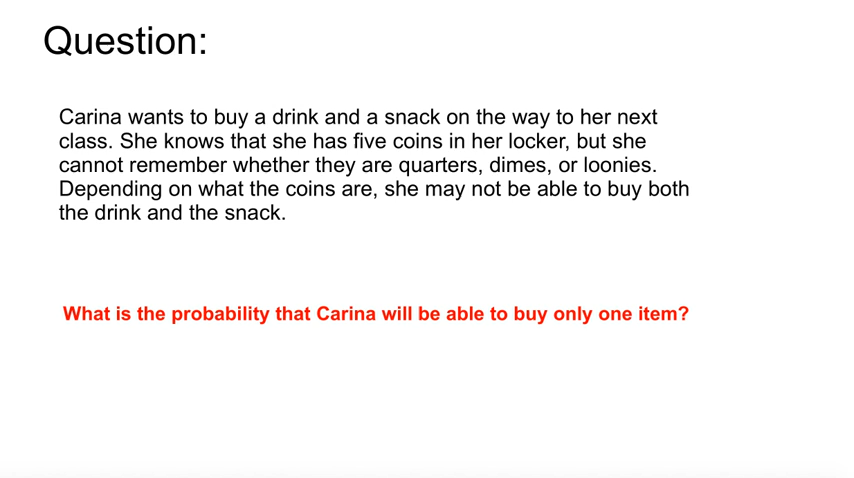 Question:
Carina wants to buy a drink and a snack on the way to her next
class. She knows that she has five coins in her locker, but she
cannot remember whether they are quarters, dimes, or loonies.
Depending on what the coins are, she may not be able to buy both
the drink and the snack.
What is the probability that Carina will be able to buy only one item?